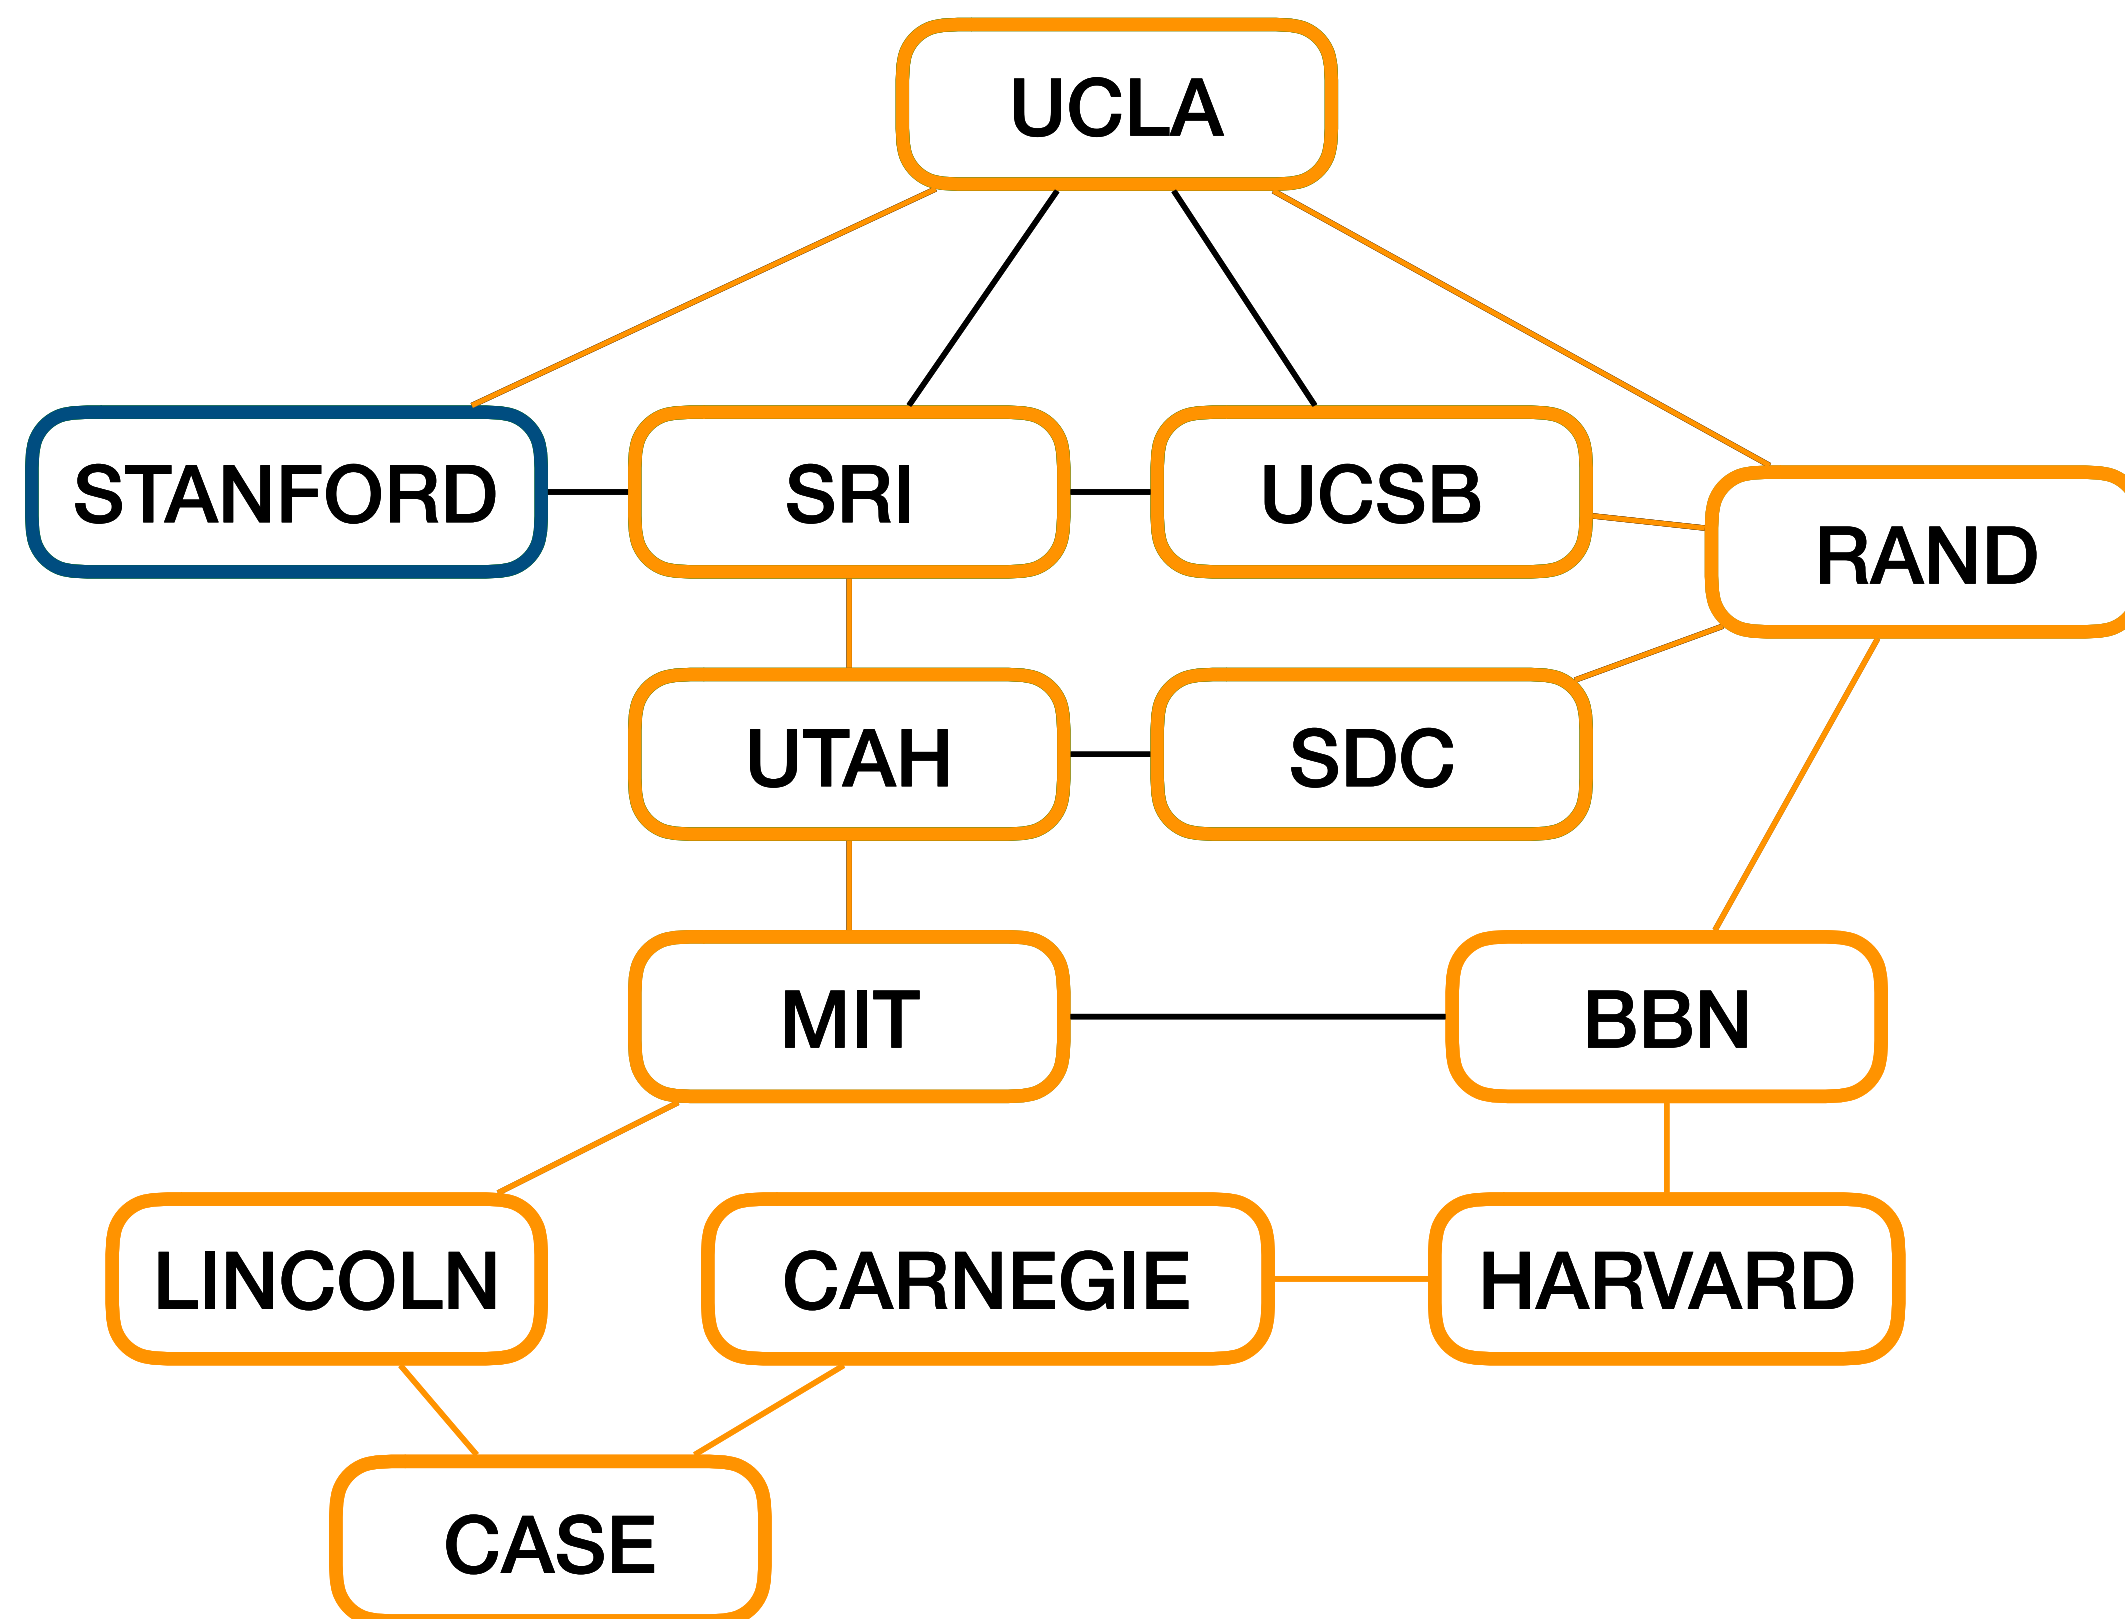 UCLA
STANFORD
SRI
UCSB
RAND
UTAH
SDC
MIT
BBN
LINCOLN
CARNEGIE
HARVARD
CASE